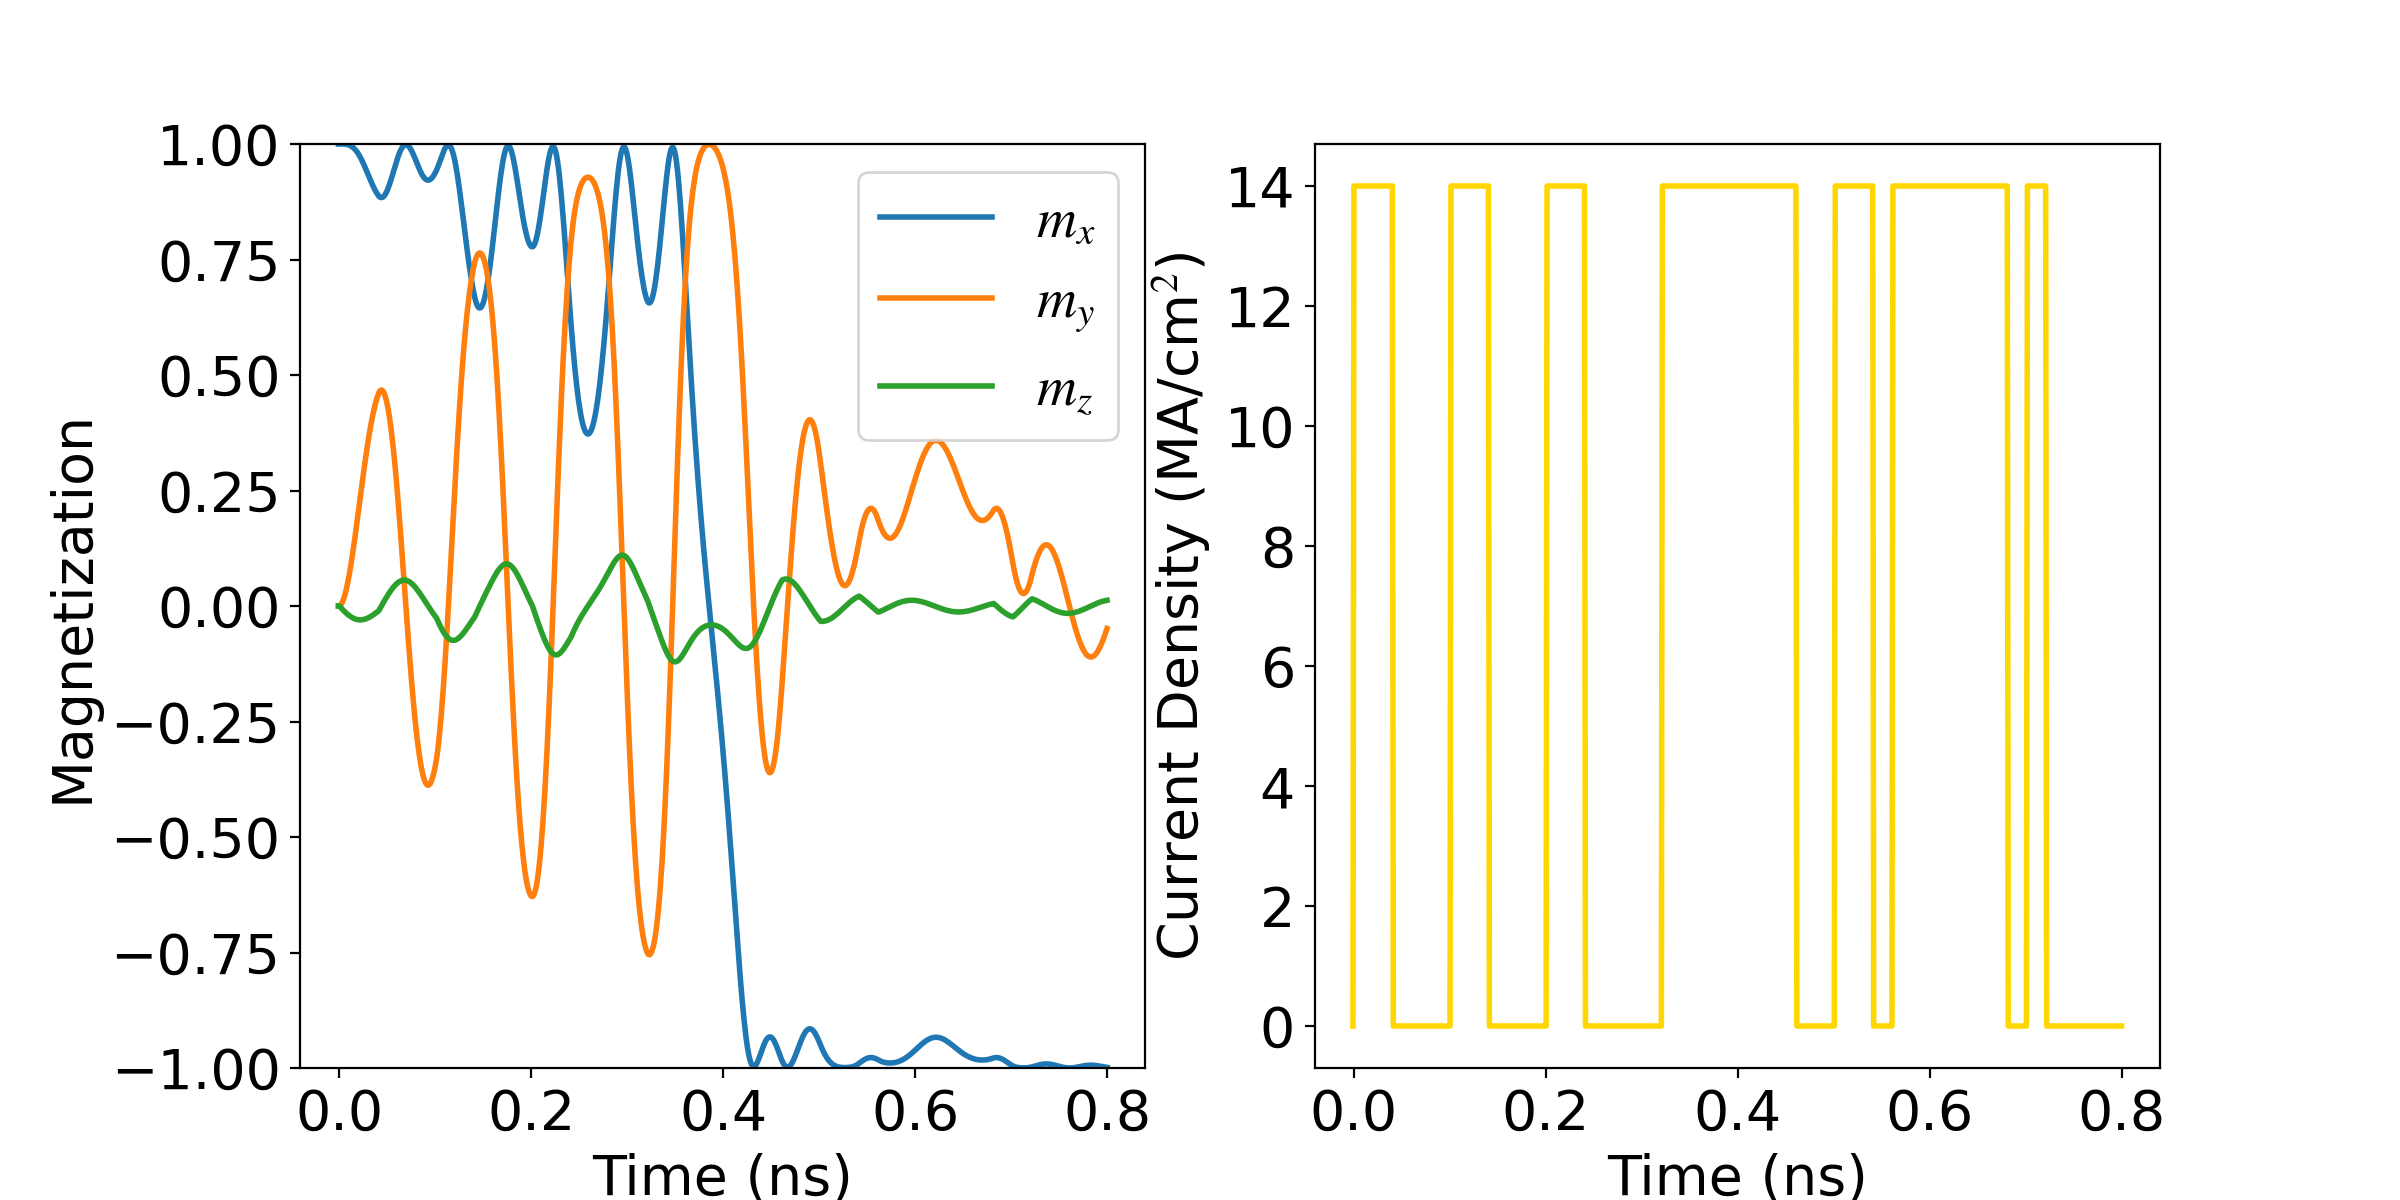 Magnetization
1.00
0.75
0.50
0.25
0.00
−0.25
−0.50
−0.75
−1.00
0.0 0.2 0.4 0.6 0.8
Time (ns)
mₓ
m_y
m_z
Current Density (MA/cm²)
14
12
10
8
6
4
2
0
0.0 0.2 0.4 0.6 0.8
Time (ns)